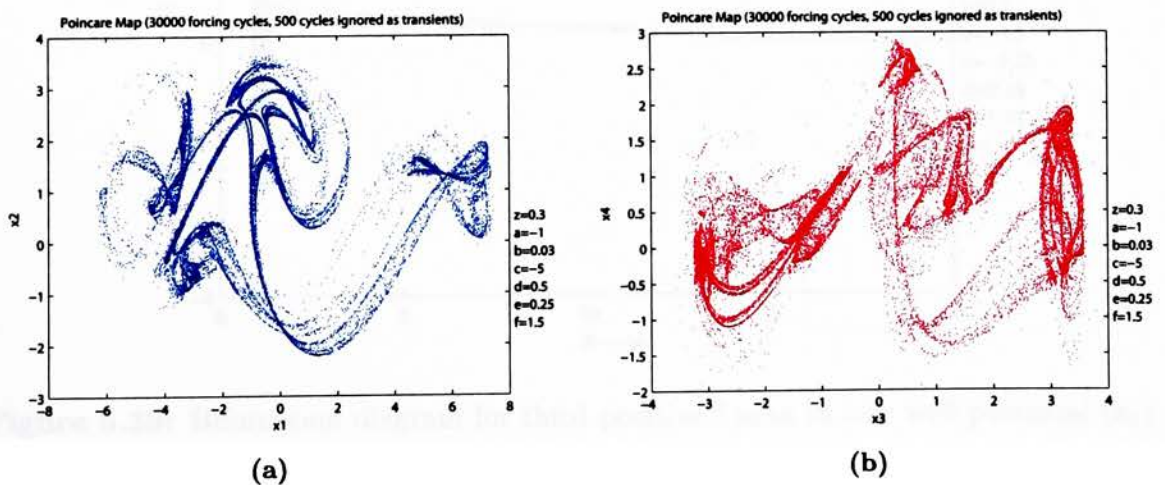 Poincare Map (30000 forcing cycles, 500 cycles ignored as transients)
4
3
2
1
0
−1
−2
−3
x2
−8
−6
−4
−2
0
2
4
6
8
x1
z=0.3
a=−1
b=0.03
c=−5
d=0.5
e=0.25
f=1.5
(a)
Poincare Map (30000 forcing cycles, 500 cycles ignored as transients)
3
2.5
2
1.5
1
0.5
0
−0.5
−1
−1.5
−2
x4
−4
−3
−2
−1
0
1
2
3
4
x3
z=0.3
a=−1
b=0.03
c=−5
d=0.5
e=0.25
f=1.5
(b)